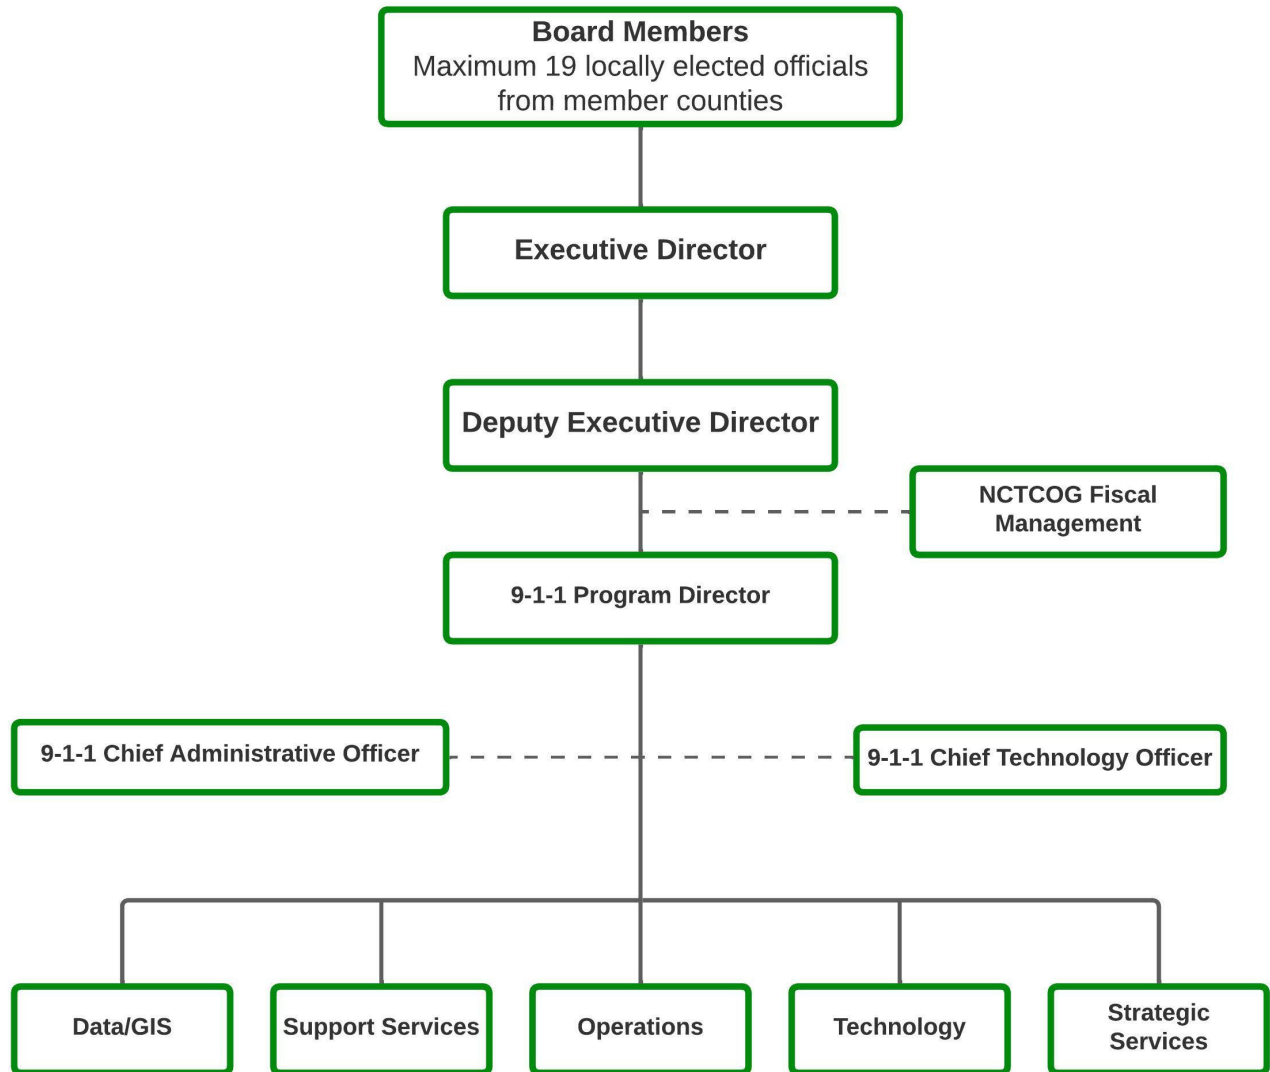 Board Members
Maximum 19 locally elected officials
from member counties
Executive Director
Deputy Executive Director
NCTCOG Fiscal
Management
9-1-1 Program Director
9-1-1 Chief Administrative Officer
9-1-1 Chief Technology Officer
Data/GIS
Support Services
Operations
Technology
Strategic
Services